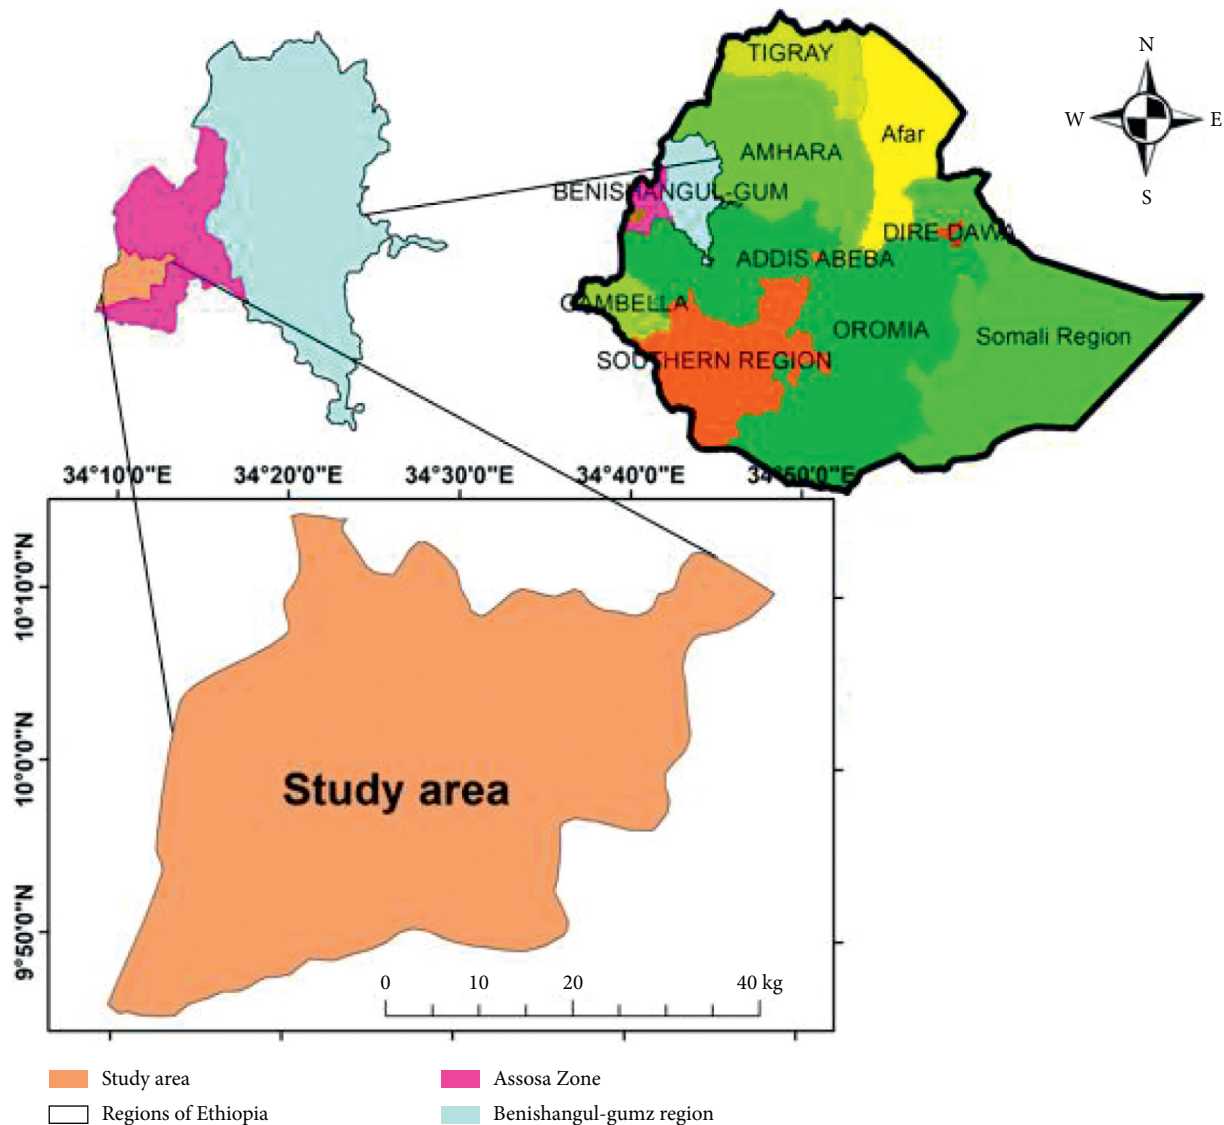 N
W E
S
TIGRAY
Afar
AMHARA
BENISHANGUL-GUM
DIRE DAWA
ADDIS ABEBA
GAMBELLA
OROMIA
Somali Region
SOUTHERN REGION
34°10'0"E 34°20'0"E 34°30'0"E 34°40'0"E 34°50'0"E
10°10'0"N
10°0'0"N
9°50'0"N
Study area
0 10 20 40 kg
Study area
Assosa Zone
Regions of Ethiopia
Benishangul-gumz region